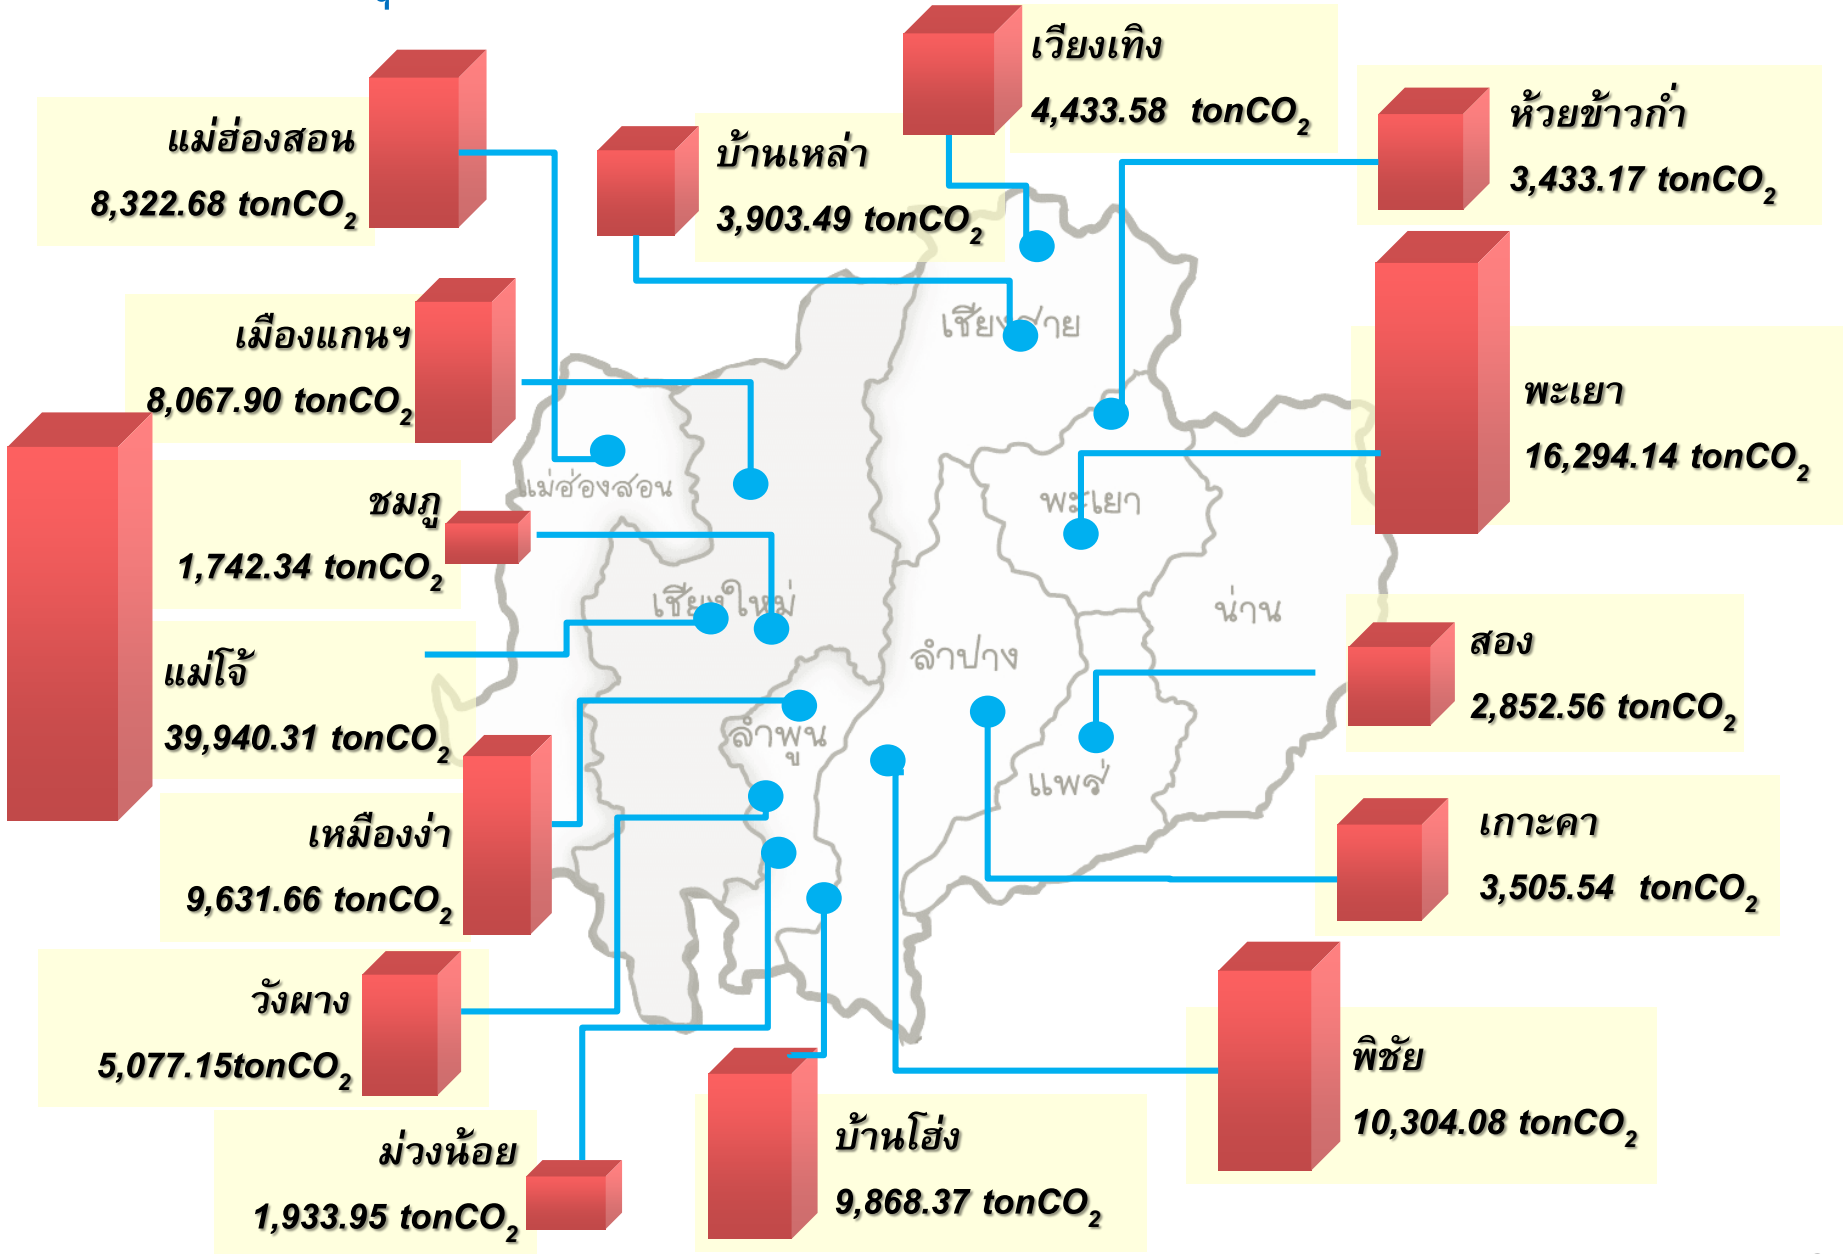 เวียงเทิง
4,433.58 tonCO2
ห้วยข้าวก่ำ
3,433.17 tonCO2
แม่ฮ่องสอน
8,322.68 tonCO2
บ้านเหล่า
3,903.49 tonCO2
เมืองแกนฯ
8,067.90 tonCO2
พะเยา
16,294.14 tonCO2
ชมภู
1,742.34 tonCO2
แม่โจ้
39,940.31 tonCO2
สอง
2,852.56 tonCO2
เหมืองง่า
9,631.66 tonCO2
เกาะคา
3,505.54 tonCO2
วังผาง
5,077.15tonCO2
พิชัย
10,304.08 tonCO2
ม่วงน้อย
1,933.95 tonCO2
บ้านโฮ่ง
9,868.37 tonCO2
เชียงราย
แม่ฮ่องสอน
พะเยา
เชียงใหม่
น่าน
ลำปาง
ลำพูน
แพร่